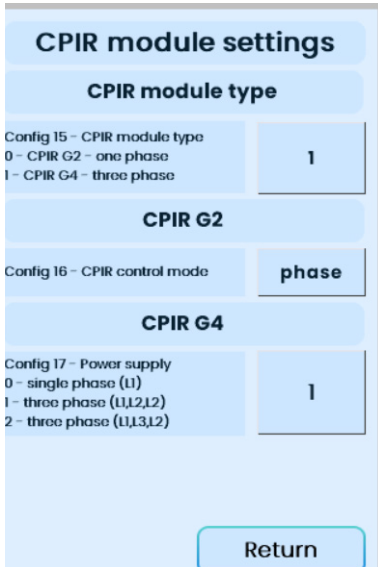 CPIR module settings
CPIR module type
Config 15 - CPIR module type
0 - CPIR G2 - one phase
1 - CPIR G4 - three phase
1
CPIR G2
Config 16 - CPIR control mode
phase
CPIR G4
Config 17 - Power supply
0 - single phase (L1)
1 - three phase (L1,L2,L2)
2 - three phase (L1,L3,L2)
1
Return